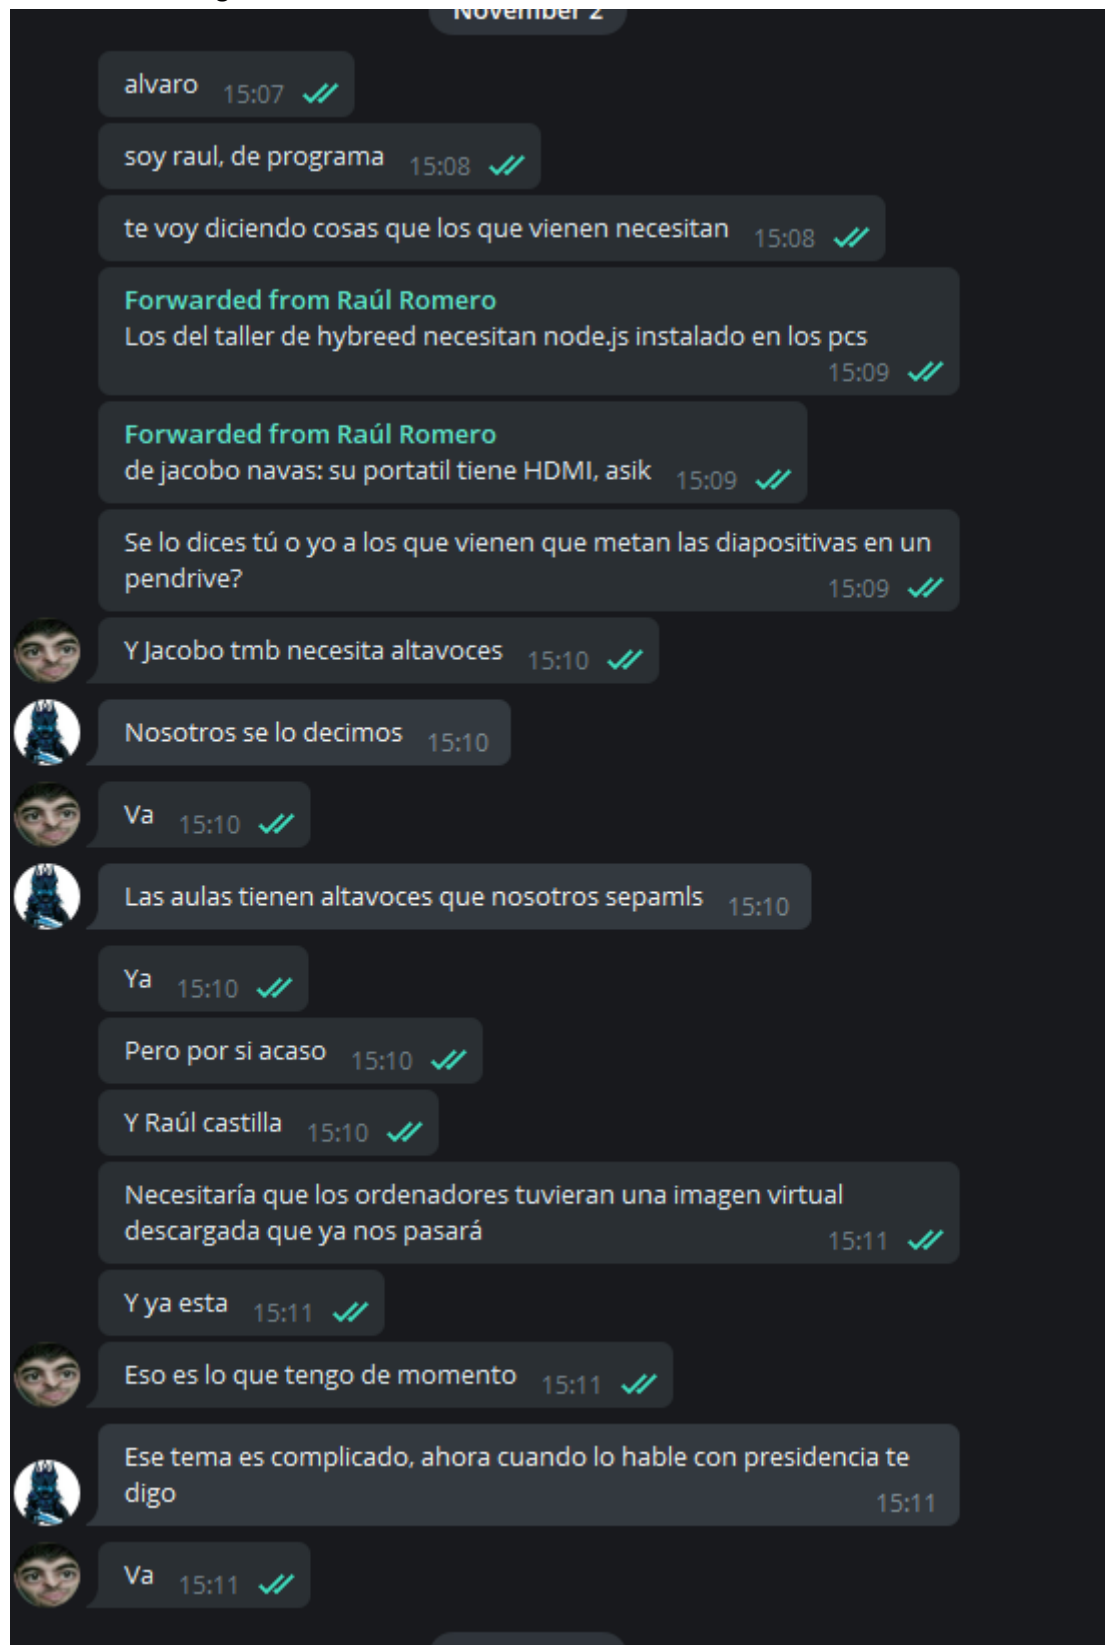 November 2
alvaro 15:07
soy raul, de programa 15:08
te voy diciendo cosas que los que vienen necesitan 15:08
Forwarded from Raúl Romero
Los del taller de hybreed necesitan node.js instalado en los pcs
15:09
Forwarded from Raúl Romero
de jacobo navas: su portatil tiene HDMI, asik 15:09
Se lo dices tú o yo a los que vienen que metan las diapositivas en un
pendrive? 15:09
Y Jacobo tmb necesita altavoces 15:10
Nosotros se lo decimos 15:10
Va 15:10
Las aulas tienen altavoces que nosotros sepamls 15:10
Ya 15:10
Pero por si acaso 15:10
Y Raúl castilla 15:10
Necesitaría que los ordenadores tuvieran una imagen virtual
descargada que ya nos pasará 15:11
Y ya esta 15:11
Eso es lo que tengo de momento 15:11
Ese tema es complicado, ahora cuando lo hable con presidencia te
digo 15:11
Va 15:11